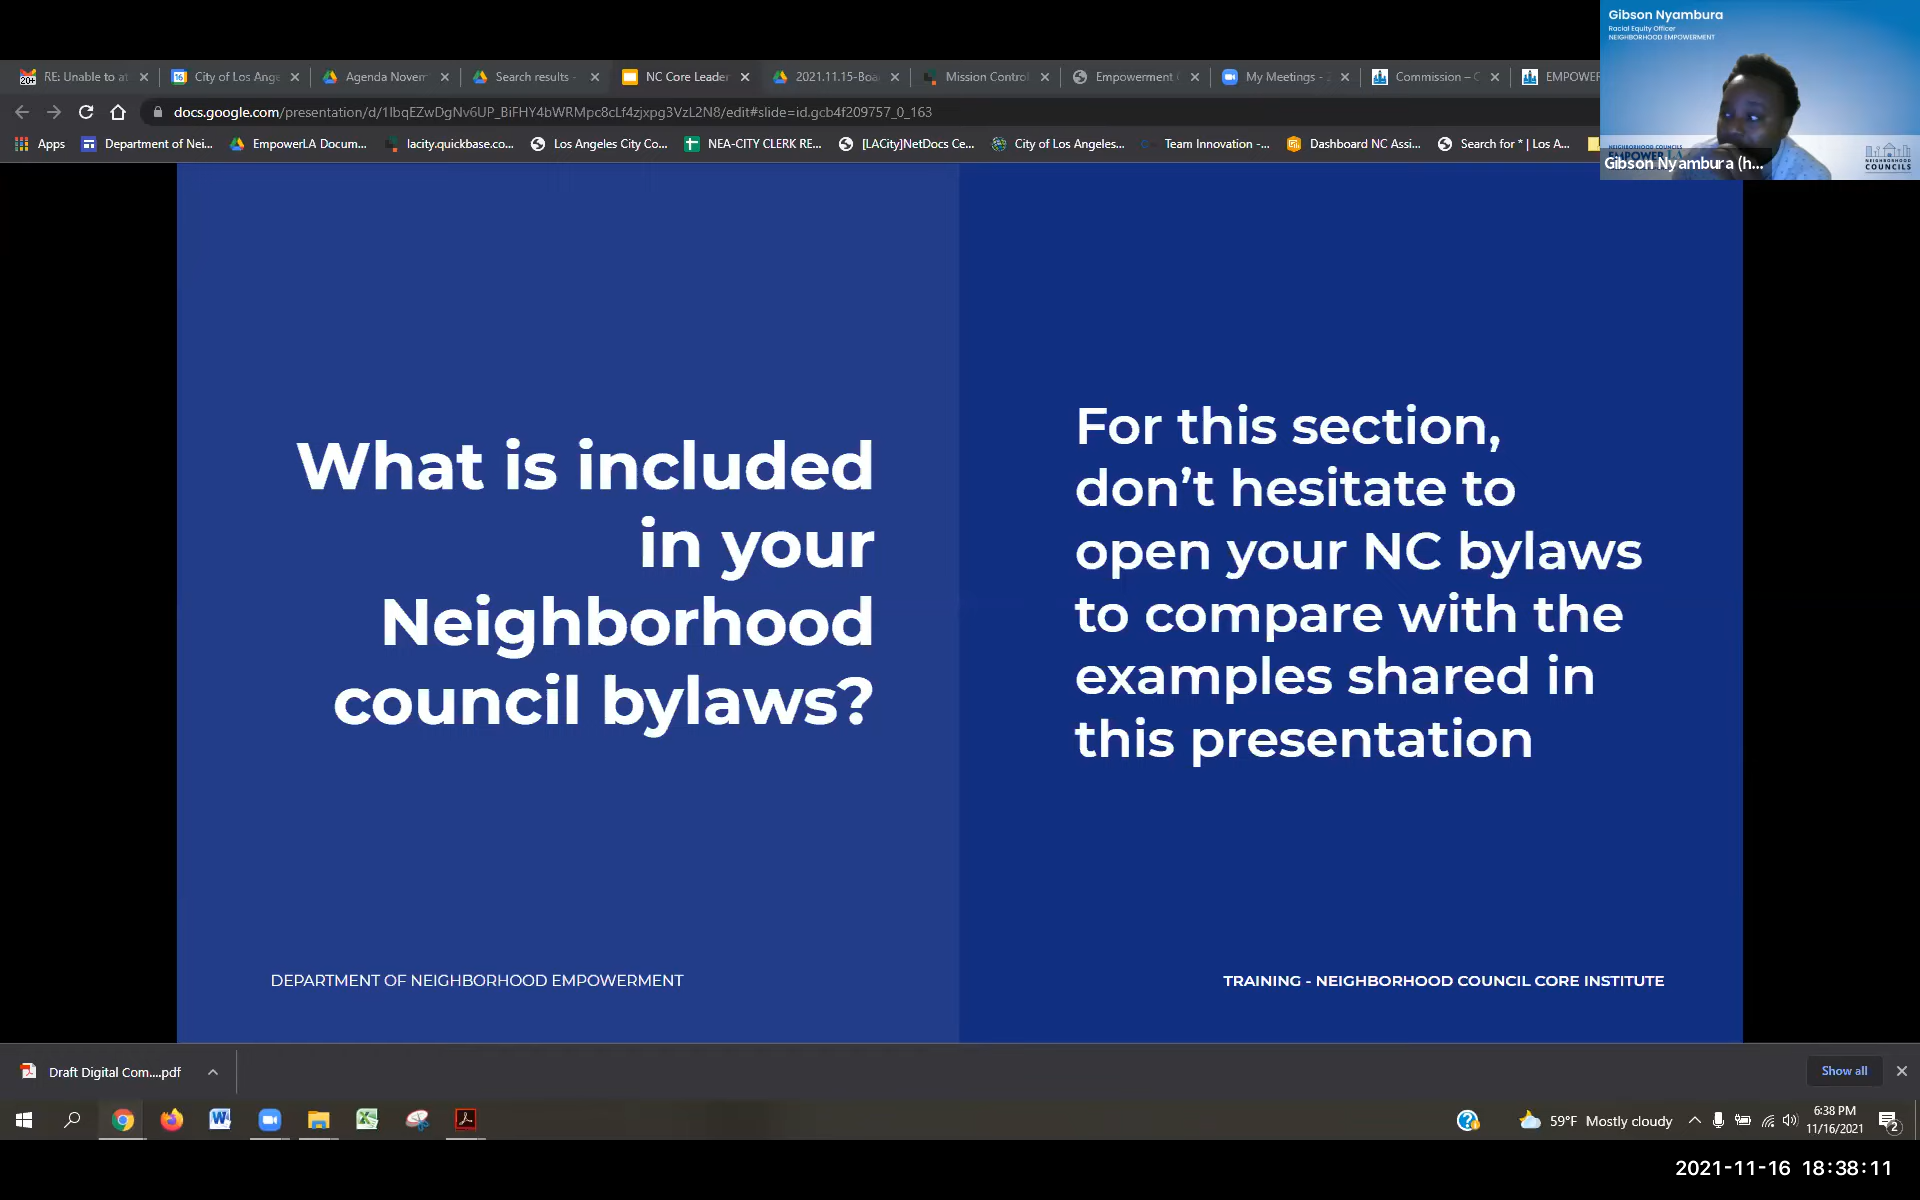 Gibson Nyambura
Racial Equity Officer
NEIGHBORHOOD EMPOWERMENT
RE: Unable to at
City of Los Ange
Agenda Novem
Search results -
NC Core Leader
2021.11.15-Boa
Mission Control
Empowerment
My Meetings -
Commission – C
EMPOWER
docs.google.com/presentation/d/1IbqEZwDgNv6UP_BiFHY4bWRMpc8cLf4zjxpg3VzL2N8/edit#slide=id.gcb4f209757_0_163
Apps
Department of Nei...
EmpowerLA Docum...
lacity.quickbase.co...
Los Angeles City Co...
NEA-CITY CLERK RE...
[LACity]NetDocs Ce...
City of Los Angeles...
Team Innovation -...
Dashboard NC Assi...
Search for * | Los A...
Gibson Nyambura (h...
NEIGHBORHOOD
COUNCILS
What is included
in your
Neighborhood
council bylaws?
For this section,
don’t hesitate to
open your NC bylaws
to compare with the
examples shared in
this presentation
DEPARTMENT OF NEIGHBORHOOD EMPOWERMENT
TRAINING - NEIGHBORHOOD COUNCIL CORE INSTITUTE
Draft Digital Com....pdf
Show all
59°F Mostly cloudy
6:38 PM
11/16/2021
2
2021-11-16 18:38:11